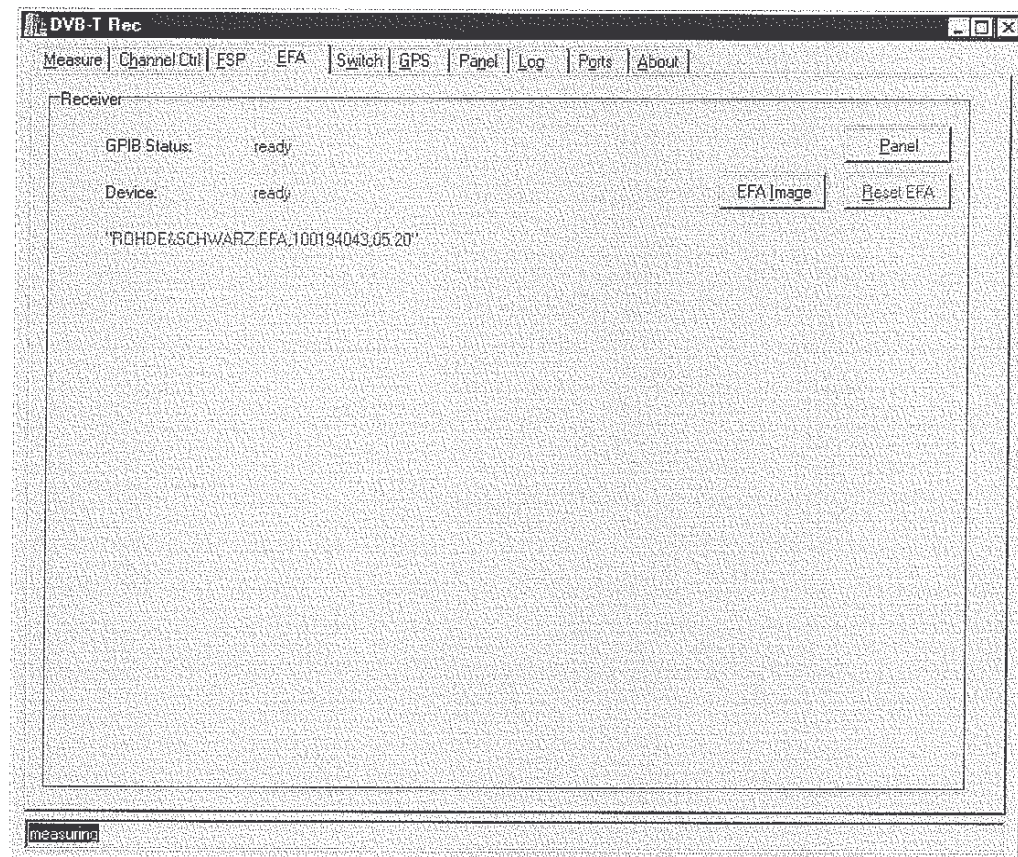 DVB-T Rec
Measure Channel Ctrl FSP EFA Switch GPS Panel Log Ports About
Receiver
GPIB Status: ready Panel
Device: ready EFA Image Reset EFA
"ROHDE&SCHWARZ,EFA,100194043,05.20"
measuring